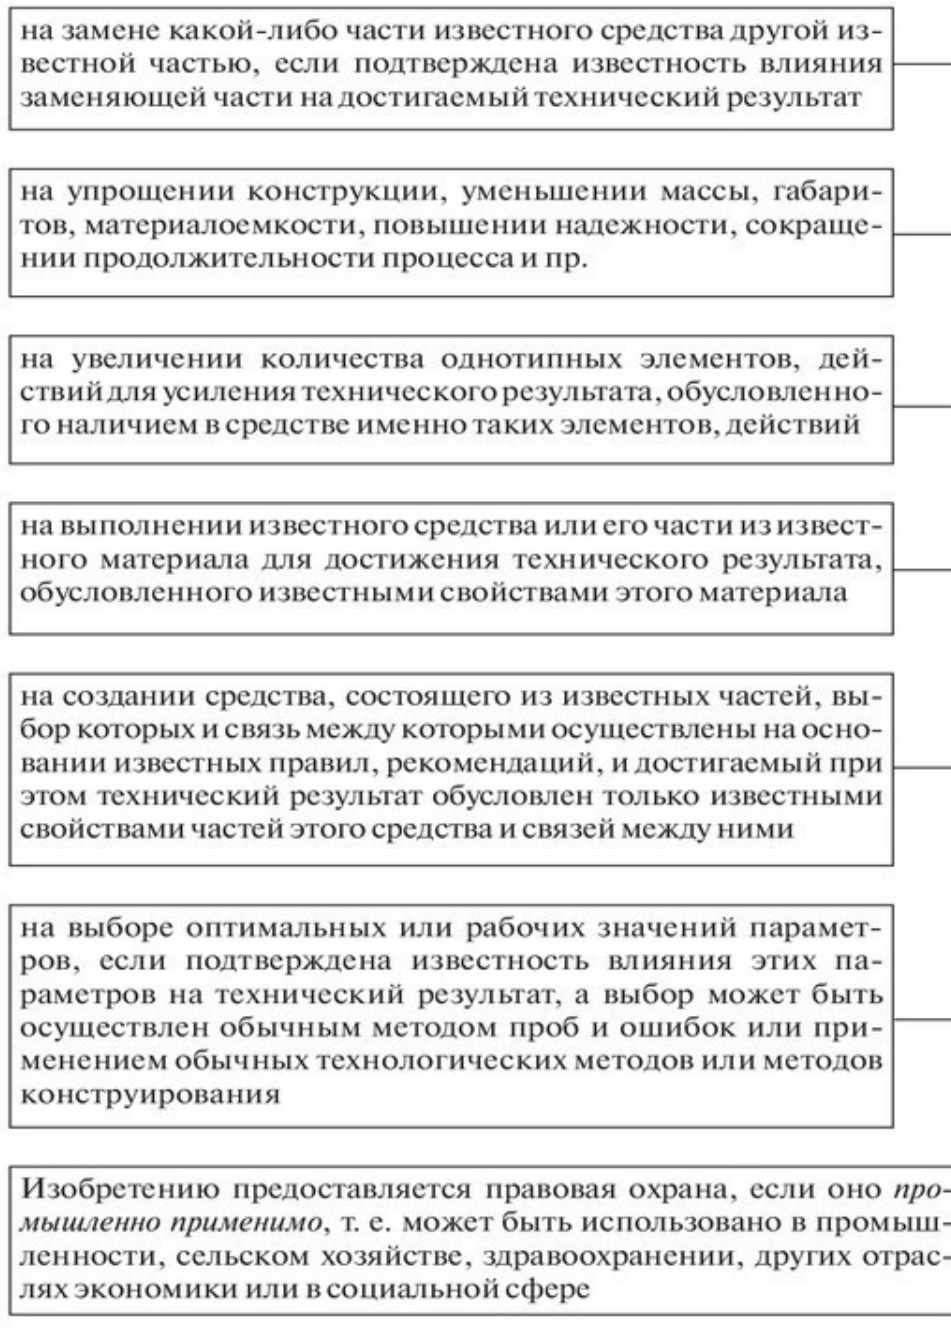 на замене какой-либо части известного средства другой из-
вестной частью, если подтверждена известность влияния
заменяющей части на достигаемый технический результат
на упрощении конструкции, уменьшении массы, габари-
тов, материалоемкости, повышении надежности, сокраще-
нии продолжительности процесса и пр.
на увеличении количества однотипных элементов, дей-
ствий для усиления технического результата, обусловленно-
го наличием в средстве именно таких элементов, действий
на выполнении известного средства или его части из извест-
ного материала для достижения технического результата,
обусловленного известными свойствами этого материала
на создании средства, состоящего из известных частей, вы-
бор которых и связь между которыми осуществлены на осно-
вании известных правил, рекомендаций, и достигаемый при
этом технический результат обусловлен только известными
свойствами частей этого средства и связей между ними
на выборе оптимальных или рабочих значений парамет-
ров, если подтверждена известность влияния этих па-
раметров на технический результат, а выбор может быть
осуществлен обычным методом проб и ошибок или при-
менением обычных технологических методов или методов
конструирования
Изобретению предоставляется правовая охрана, если оно про-
мышленно применимо, т. е. может быть использовано в промыш-
ленности, сельском хозяйстве, здравоохранении, других отрас-
лях экономики или в социальной сфере